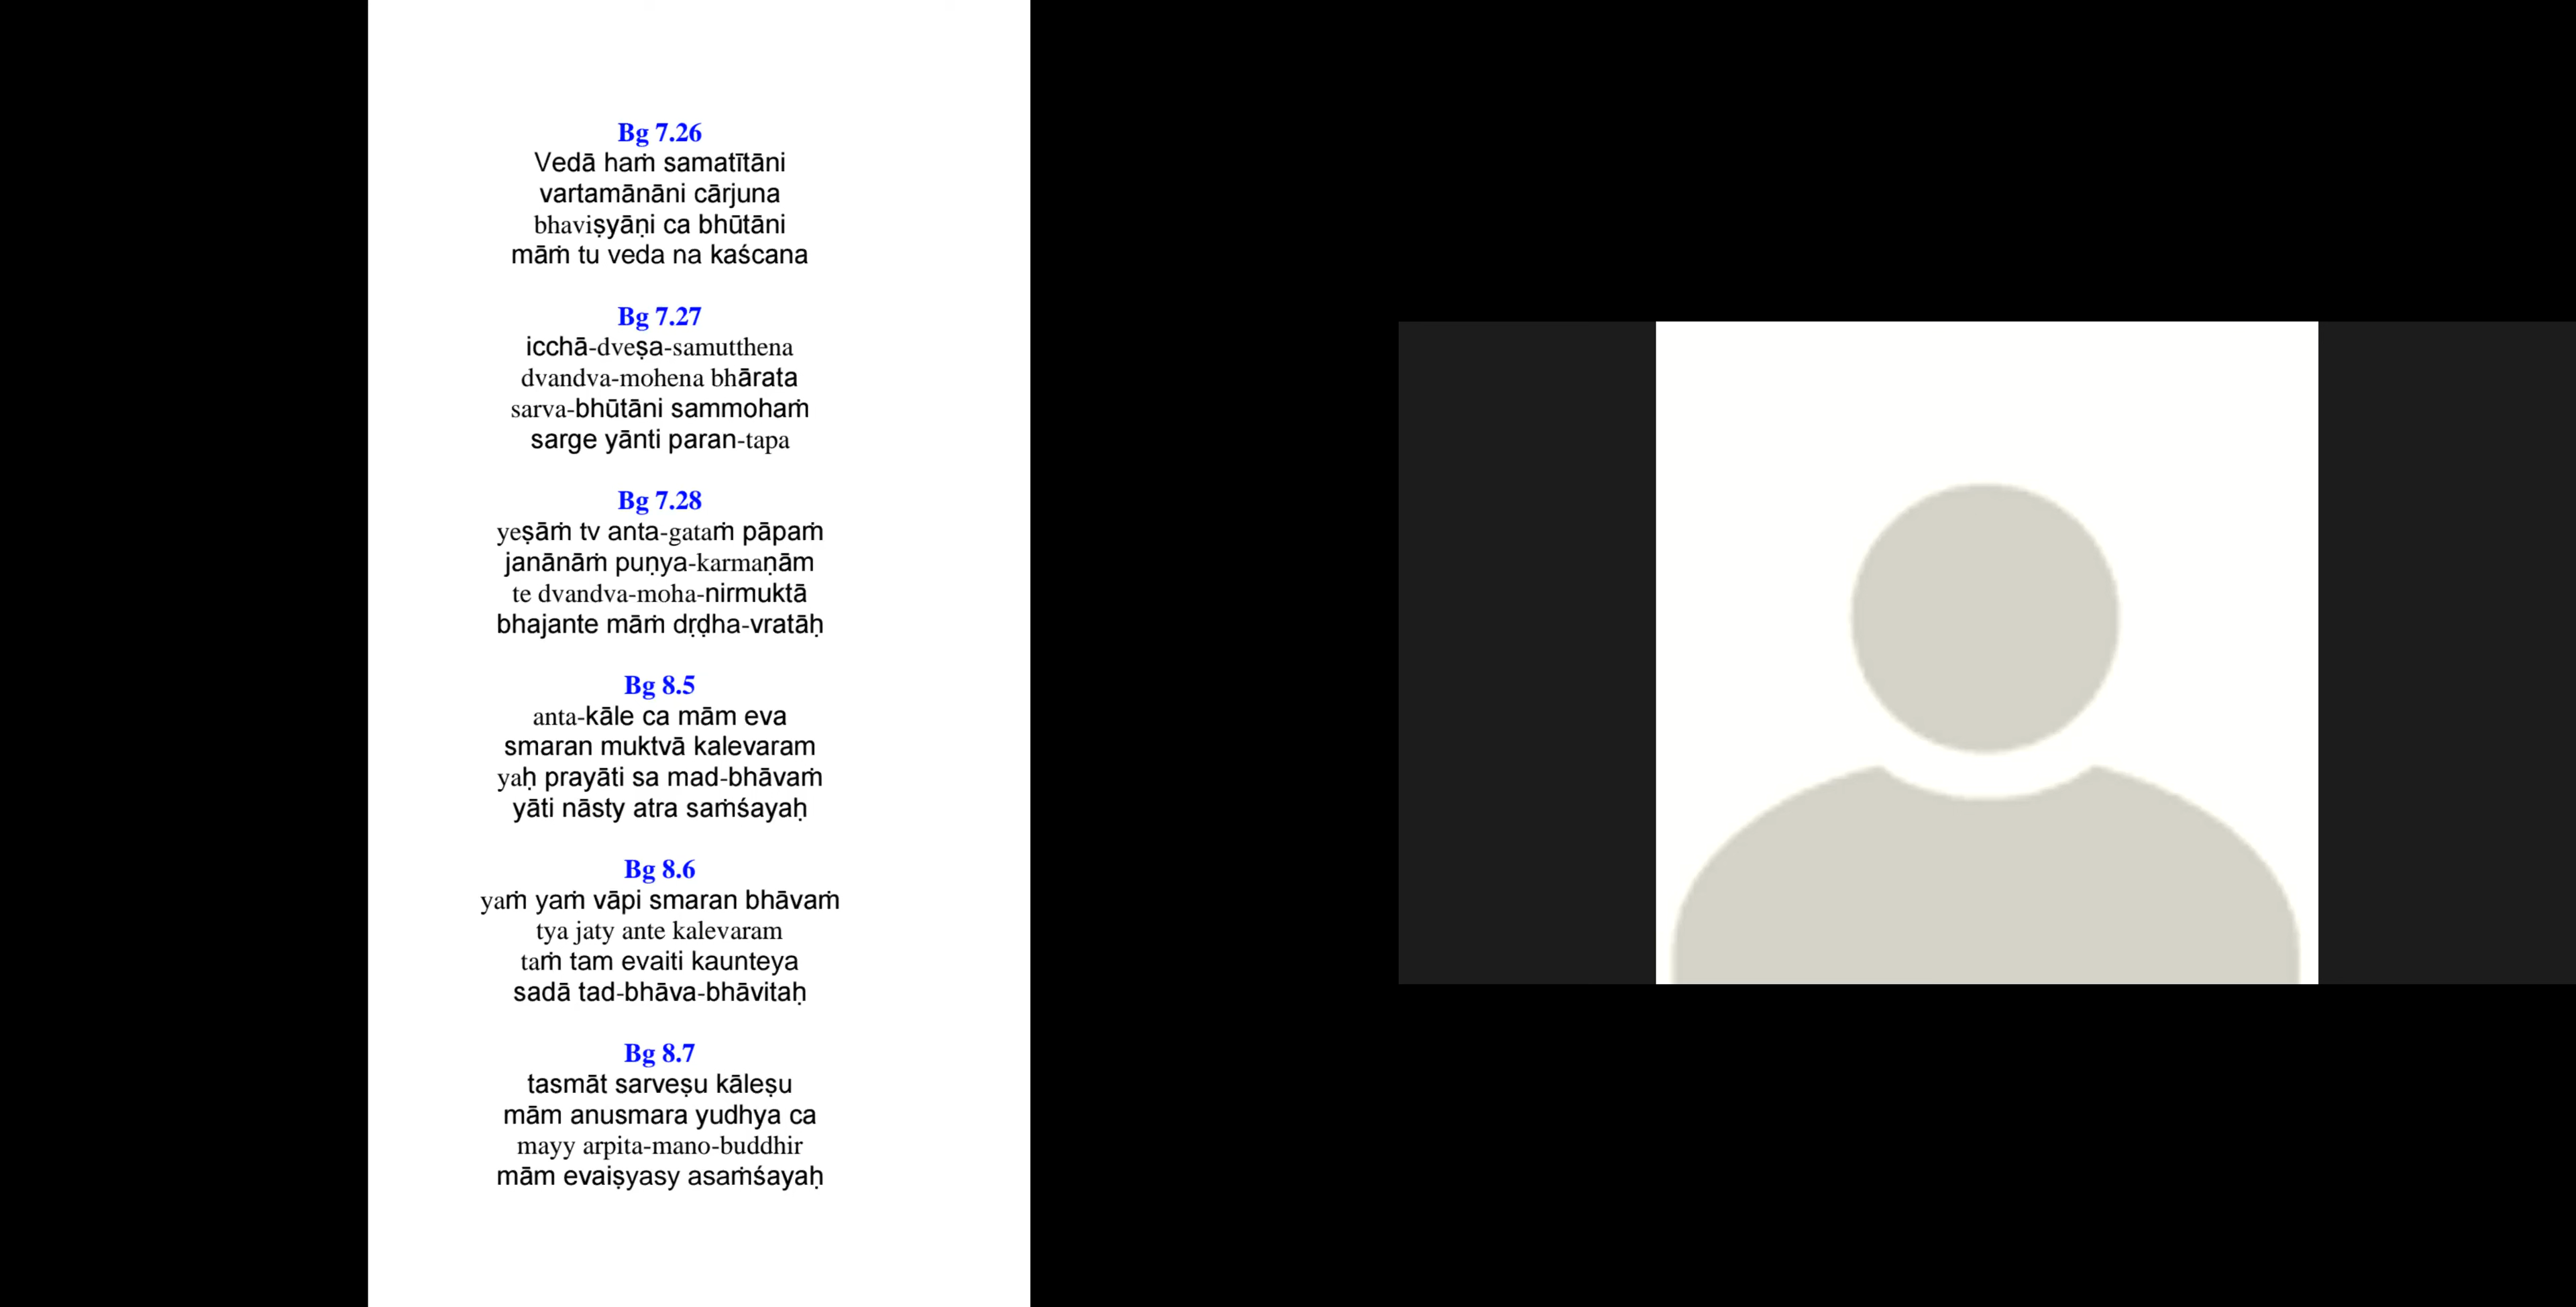 Bg 7.26
Vedā haṁ samatītāni
vartamānāni cārjuna
bhaviṣyāṇi ca bhūtāni
māṁ tu veda na kaścana
Bg 7.27
icchā-dveṣa-samutthena
dvandva-mohena bhārata
sarva-bhūtāni sammohaṁ
sarge yānti paran-tapa
Bg 7.28
yeṣāṁ tv anta-gataṁ pāpaṁ
janānāṁ puṇya-karmaṇām
te dvandva-moha-nirmuktā
bhajante māṁ dṛḍha-vratāḥ
Bg 8.5
anta-kāle ca mām eva
smaran muktvā kalevaram
yaḥ prayāti sa mad-bhāvaṁ
yāti nāsty atra saṁśayaḥ
Bg 8.6
yaṁ yaṁ vāpi smaran bhāvaṁ
tya jaty ante kalevaram
taṁ tam evaiti kaunteya
sadā tad-bhāva-bhāvitaḥ
Bg 8.7
tasmāt sarveṣu kāleṣu
mām anusmara yudhya ca
mayy arpita-mano-buddhir
mām evaiṣyasy asaṁśayaḥ